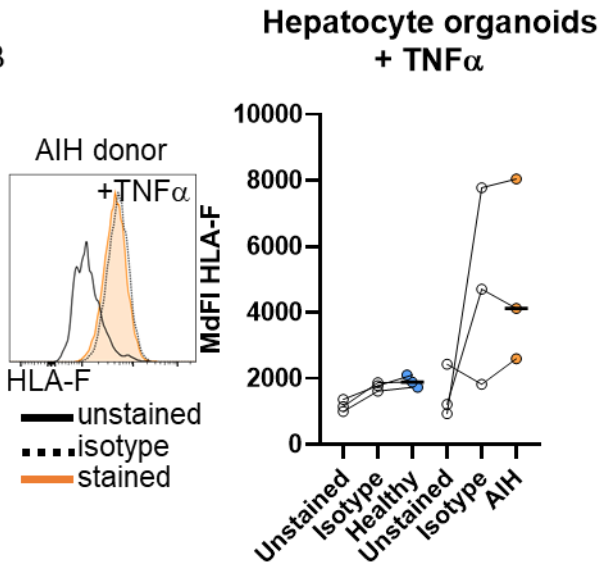 Hepatocyte organoids
+ TNFα
AIH donor
+TNFα
HLA-F
unstained
isotype
stained
MdFI HLA-F
10000
8000
6000
4000
2000
0
Unstained
Isotype
Healthy
Unstained
Isotype
AIH